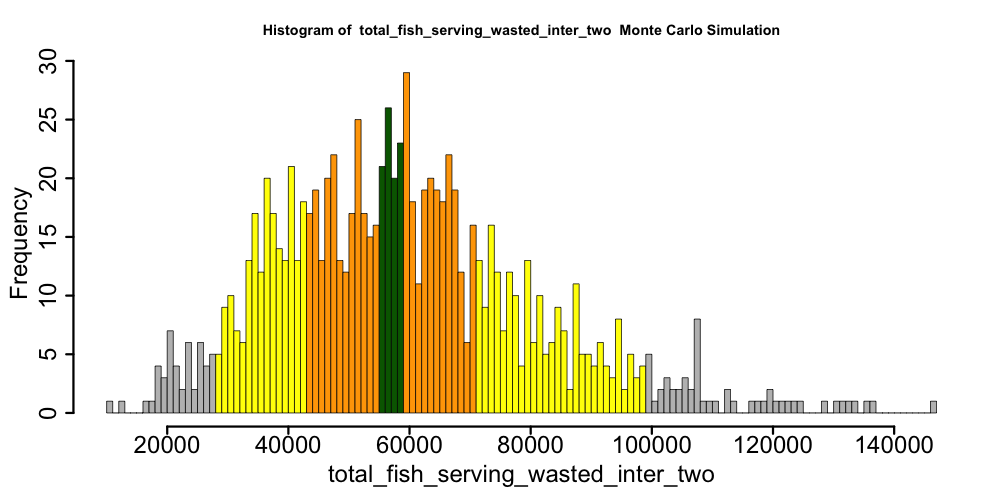 Histogram of  total_fish_serving_wasted_inter_two  Monte Carlo Simulation
30
25
20
15
10
5
0
Frequency
20000 40000 60000 80000 100000 120000 140000
total_fish_serving_wasted_inter_two